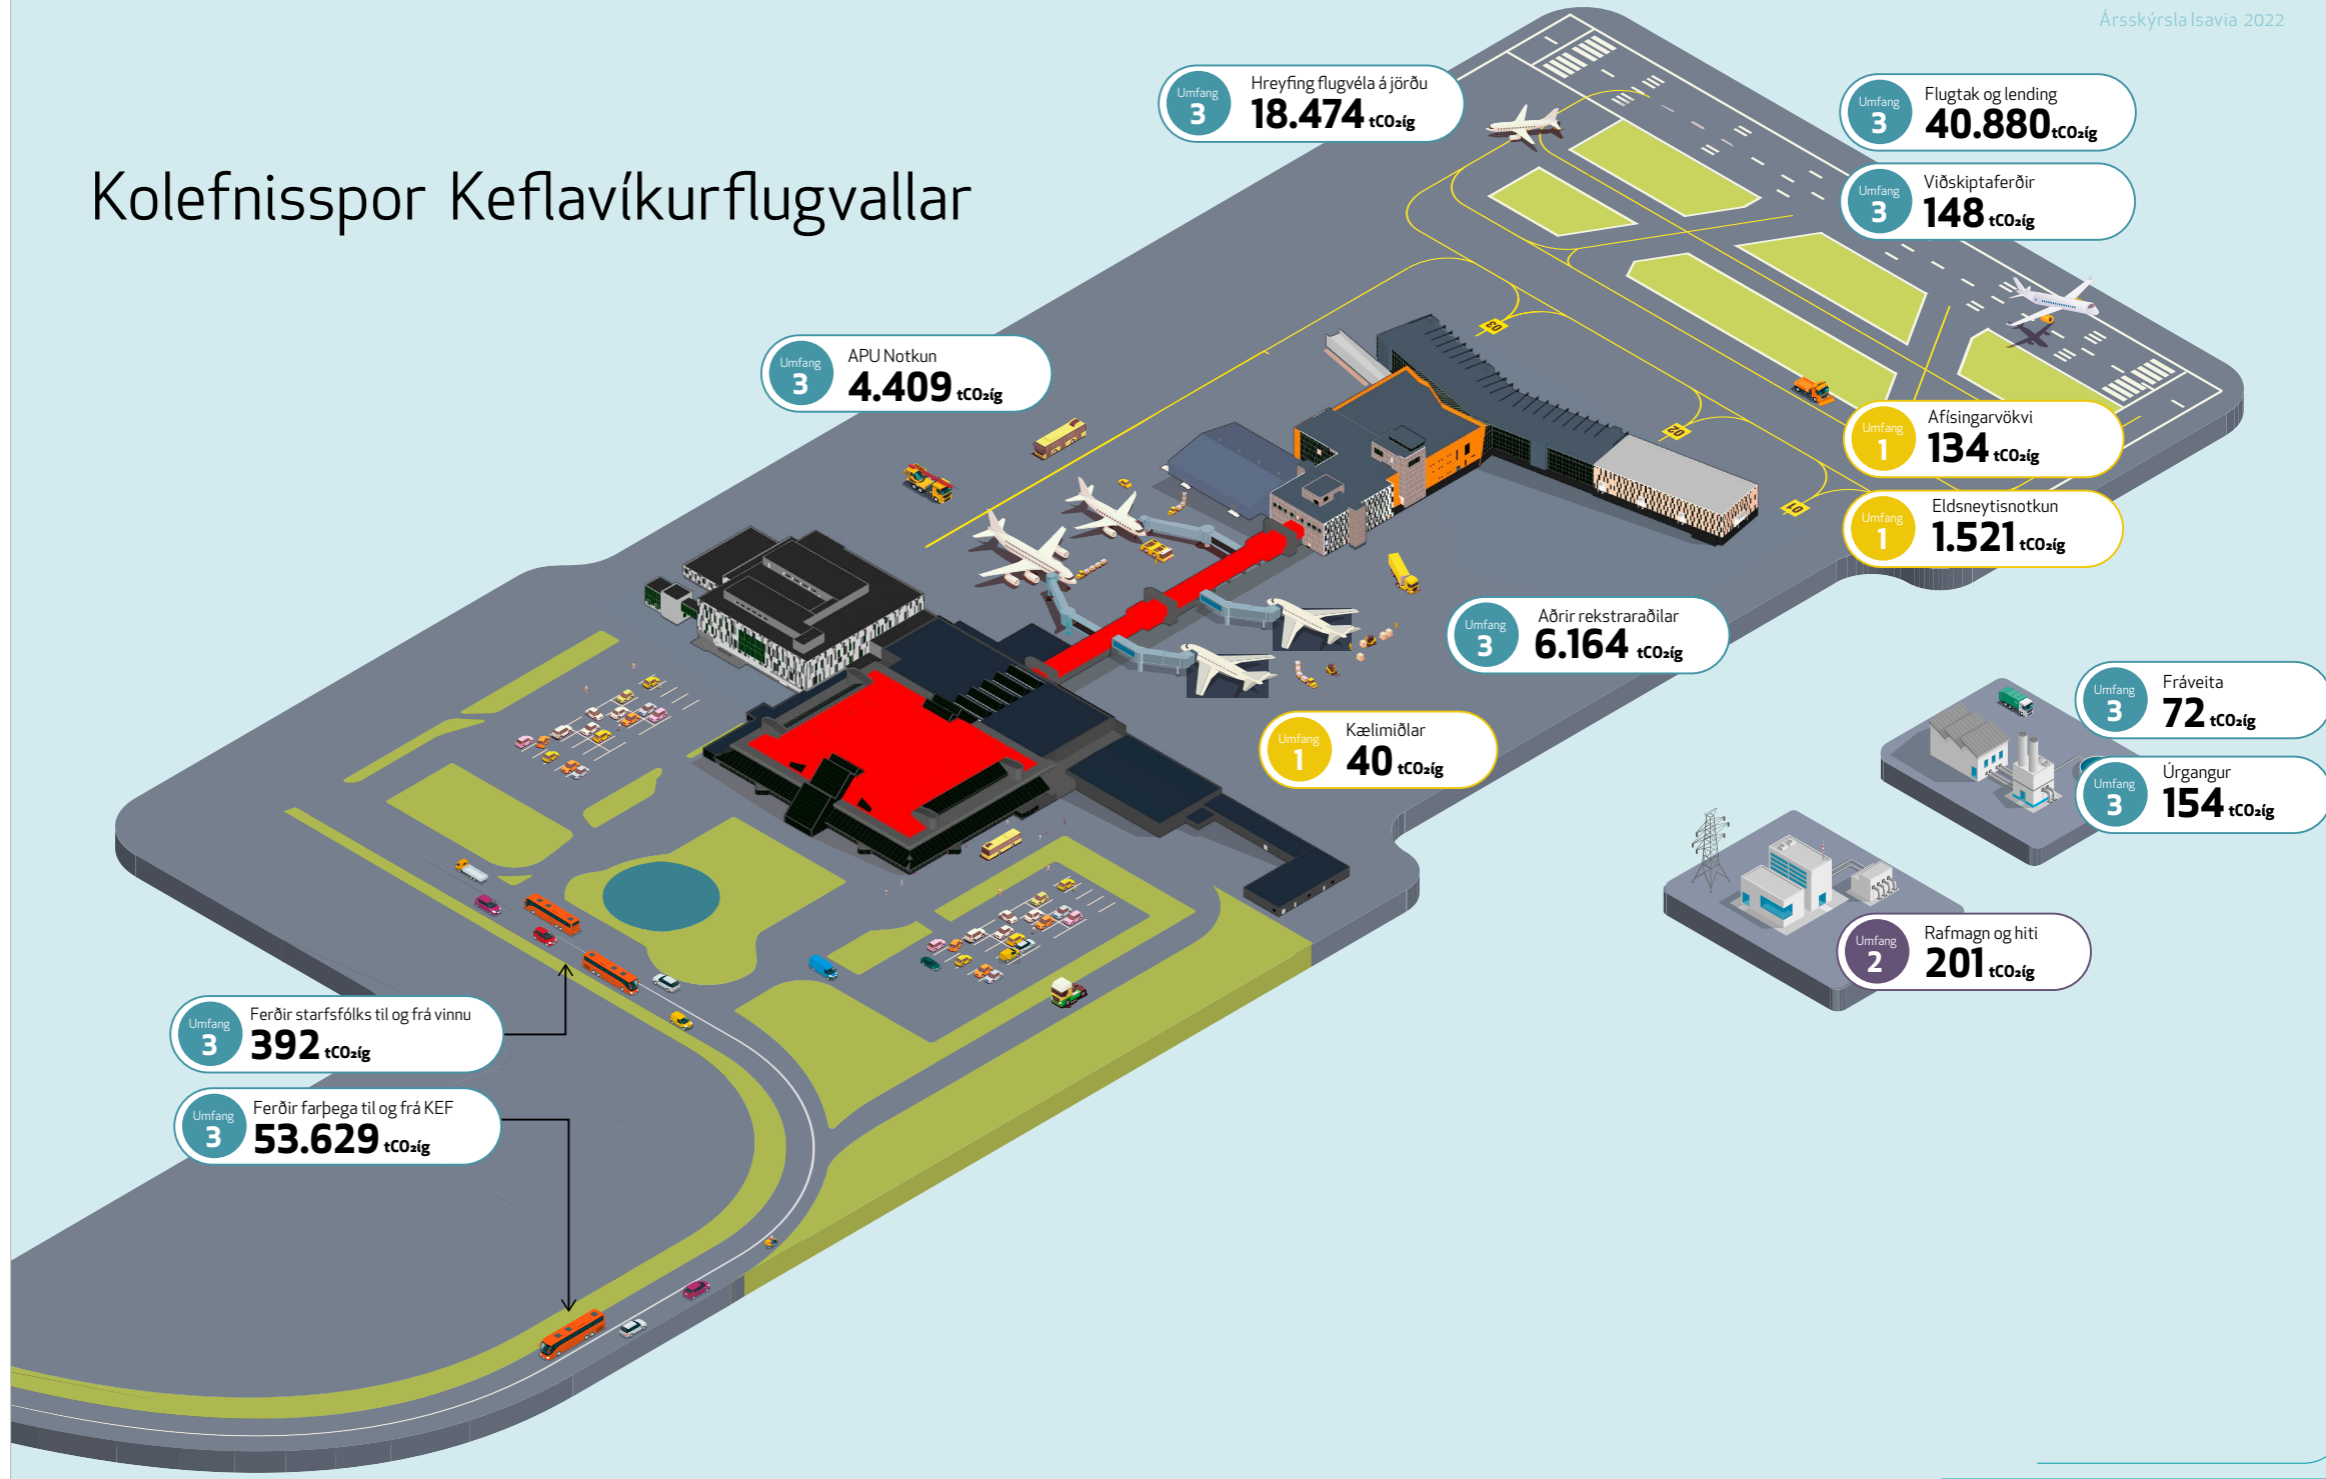 Ársskýrsla Isavia 2022
Kolefnisspor Keflavíkurflugvallar
Umfang
3
Hreyfing flugvéla á jörðu
18.474 tCO₂íg
Umfang
3
Flugtak og lending
40.880 tCO₂íg
Umfang
3
Viðskiptaferðir
148 tCO₂íg
Umfang
3
APU Notkun
4.409 tCO₂íg
03
02
01
Umfang
1
Afísingarvökvi
134 tCO₂íg
Umfang
1
Eldsneytisnotkun
1.521 tCO₂íg
Umfang
3
Aðrir rekstraraðilar
6.164 tCO₂íg
Umfang
1
Kælimiðlar
40 tCO₂íg
Umfang
3
Fráveita
72 tCO₂íg
Umfang
3
Úrgangur
154 tCO₂íg
Umfang
2
Rafmagn og hiti
201 tCO₂íg
Umfang
3
Ferðir starfsfólks til og frá vinnu
392 tCO₂íg
Umfang
3
Ferðir farþega til og frá KEF
53.629 tCO₂íg